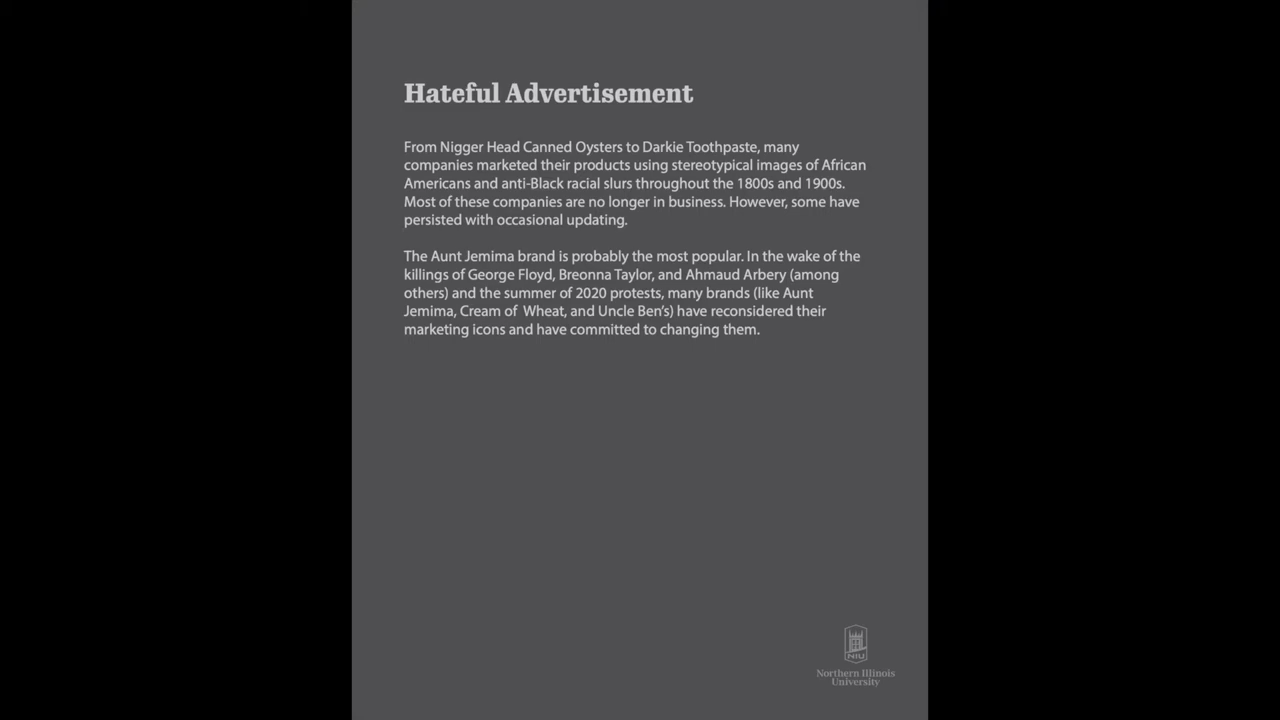 Hateful Advertisement
From Nigger Head Canned Oysters to Darkie Toothpaste, many
companies marketed their products using stereotypical images of African
Americans and anti-Black racial slurs throughout the 1800s and 1900s.
Most of these companies are no longer in business. However, some have
persisted with occasional updating.
The Aunt Jemima brand is probably the most popular. In the wake of the
killings of George Floyd, Breonna Taylor, and Ahmaud Arbery (among
others) and the summer of 2020 protests, many brands (like Aunt
Jemima, Cream of Wheat, and Uncle Ben's) have reconsidered their
marketing icons and have committed to changing them.
NIU
Northern Illinois
University